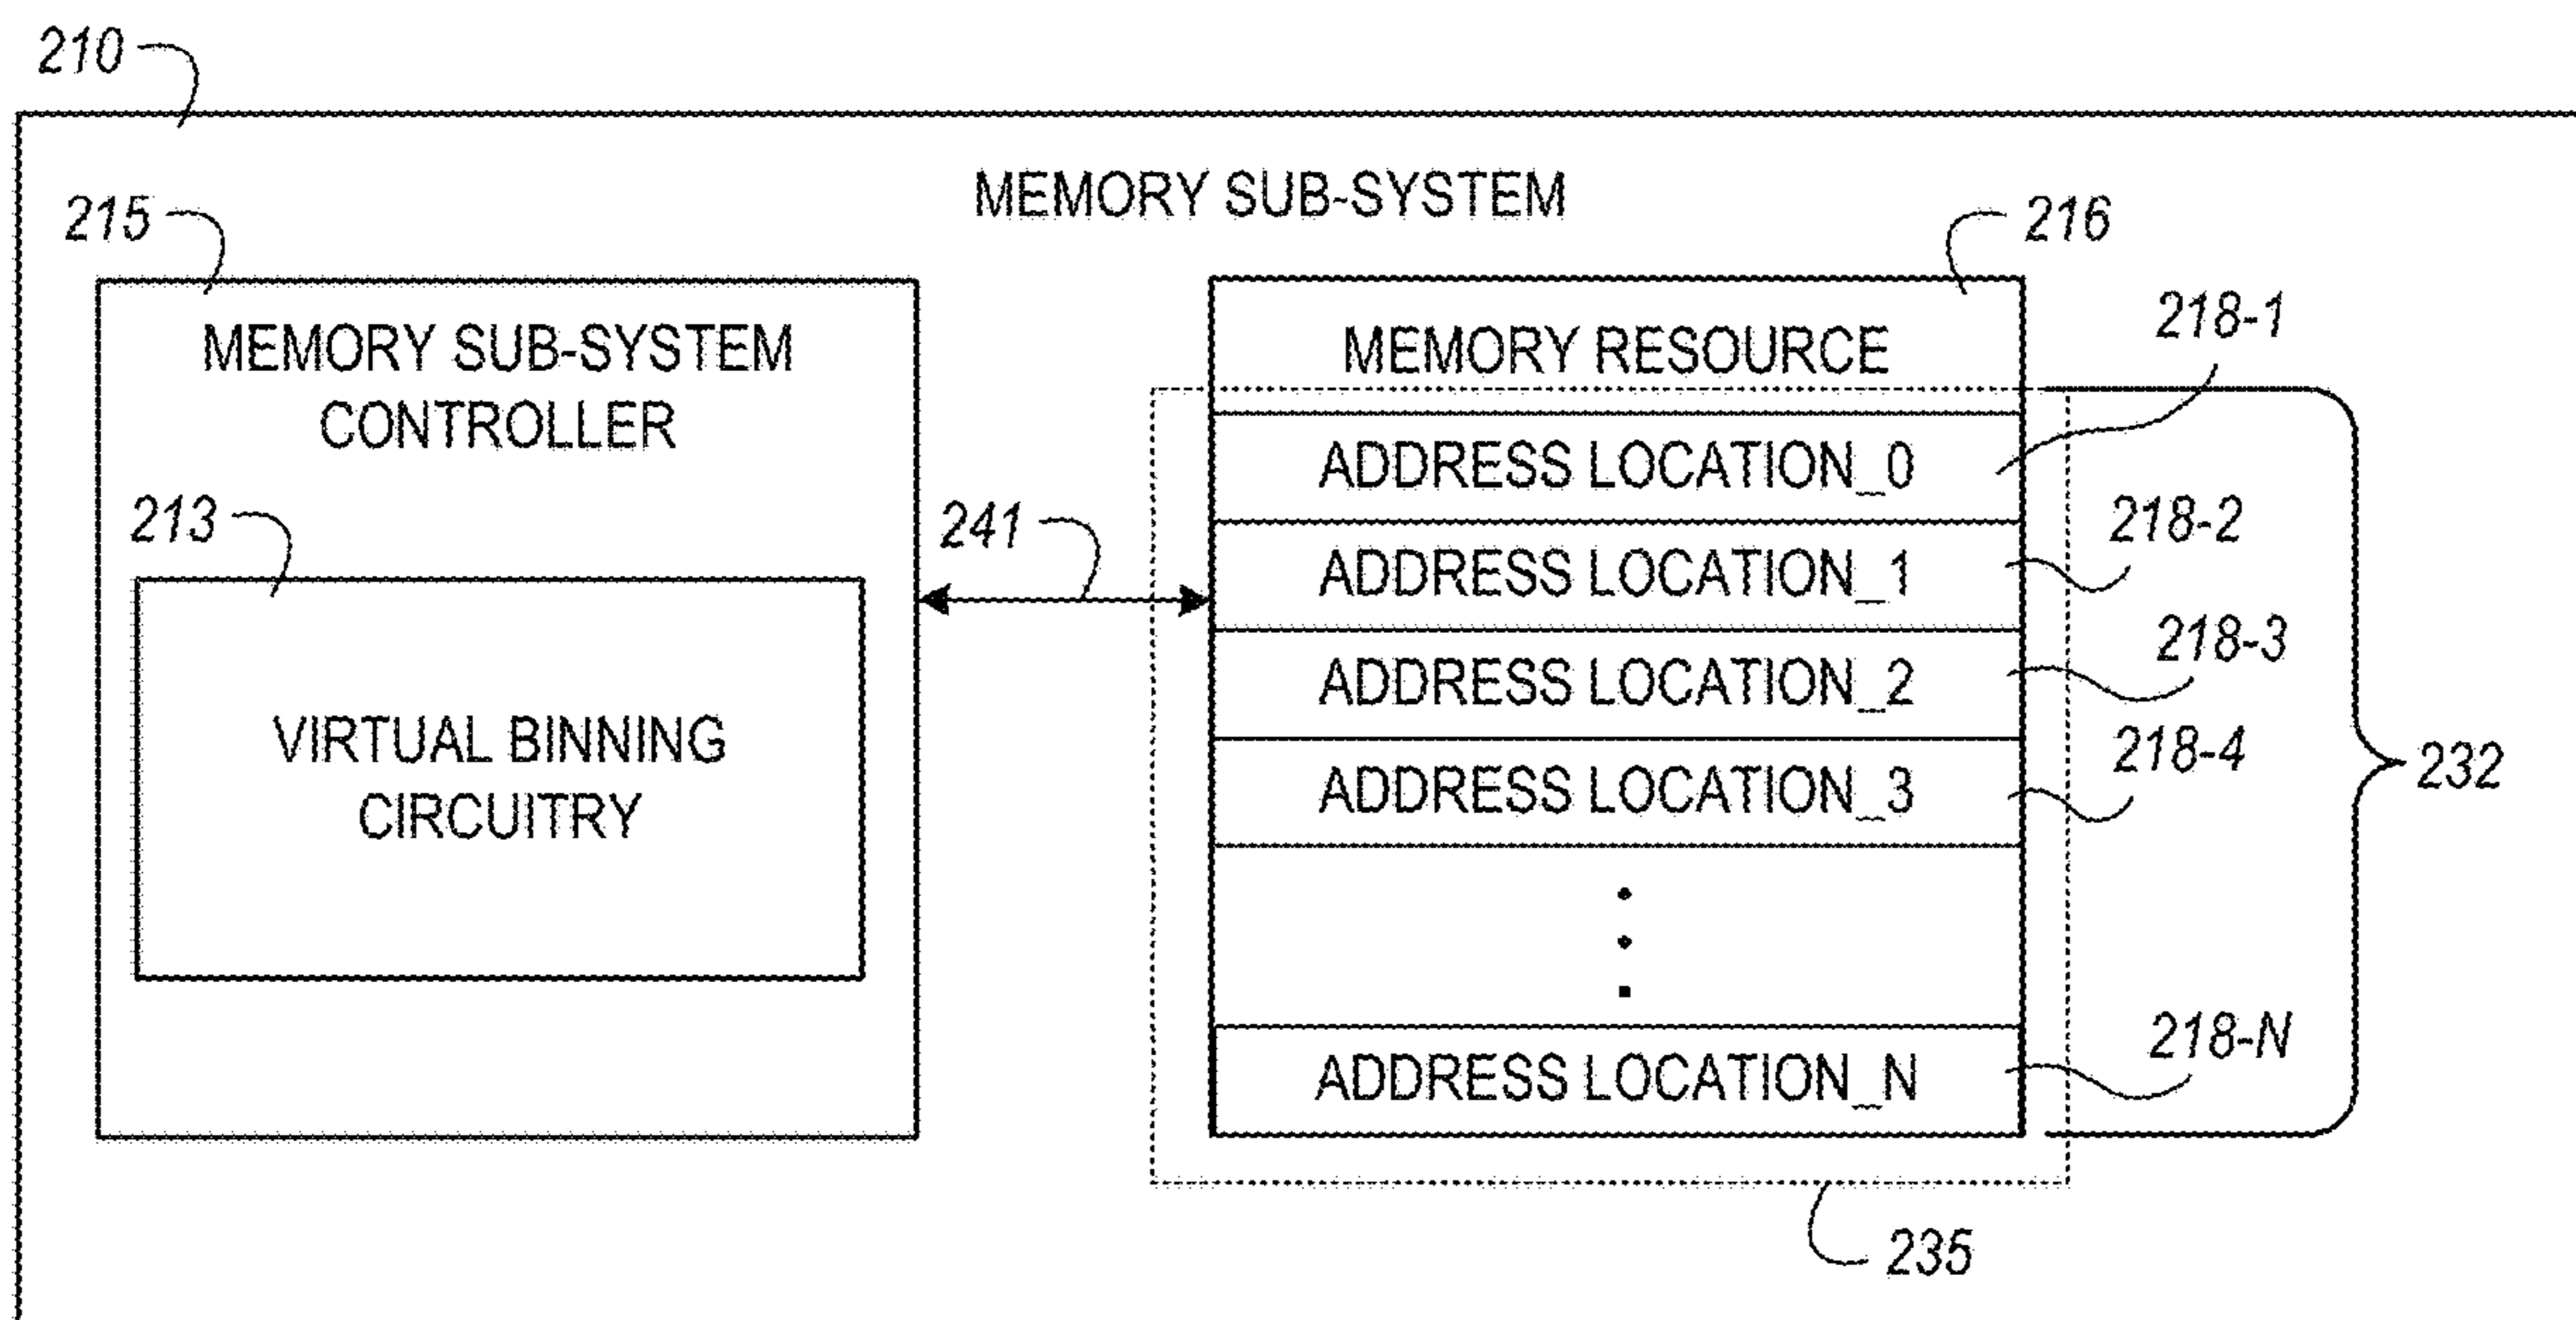 210
MEMORY SUB-SYSTEM
215
216
218-1
MEMORY SUB-SYSTEM
CONTROLLER
MEMORY RESOURCE
213
241
ADDRESS LOCATION_0
218-2
ADDRESS LOCATION_1
218-3
ADDRESS LOCATION_2
218-4
VIRTUAL BINNING
CIRCUITRY
ADDRESS LOCATION_3
232
218-N
ADDRESS LOCATION_N
235